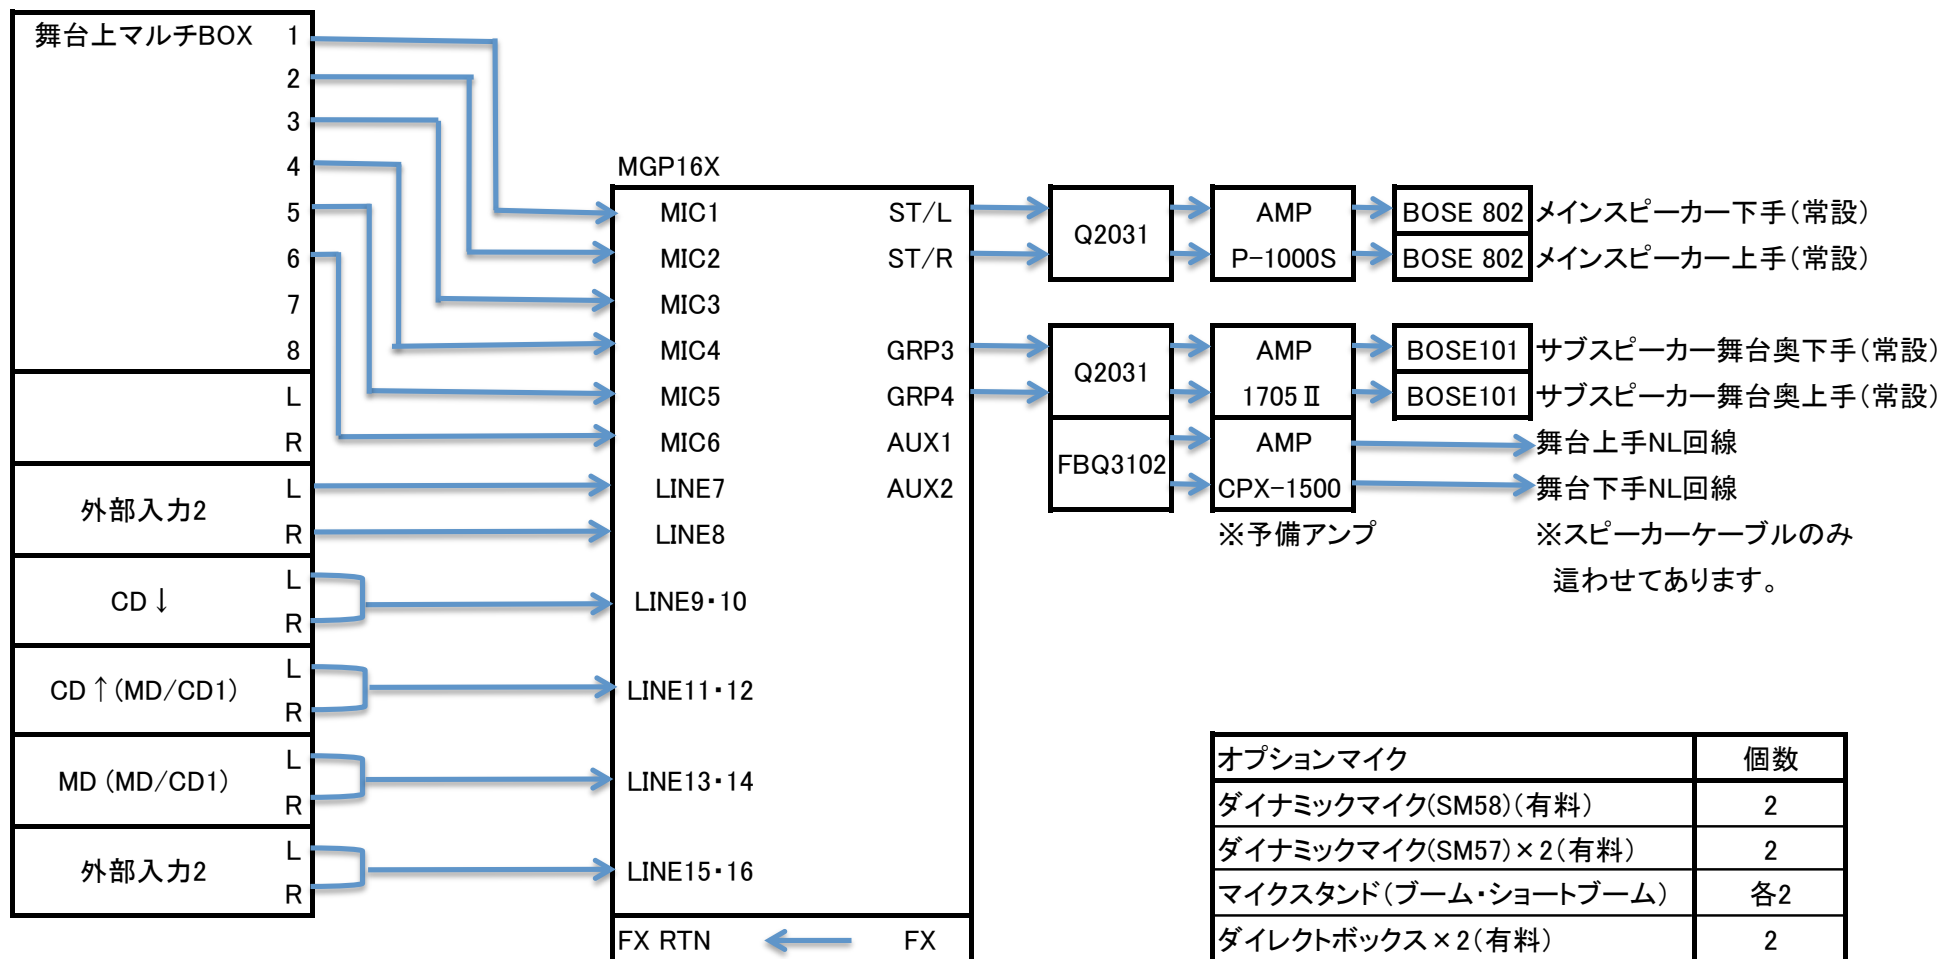 舞台上マルチBOX 1
2
3
4
5
6
7
8
L
R
外部入力2
L
R
CD↓
L
R
CD↑(MD/CD1)
L
R
MD (MD/CD1)
L
R
外部入力2
L
R
MGP16X
MIC1 ST/L
MIC2 ST/R
MIC3
MIC4 GRP3
MIC5 GRP4
MIC6 AUX1
LINE7 AUX2
LINE8
LINE9・10
LINE11・12
LINE13・14
LINE15・16
FX RTN FX
Q2031
AMP
P-1000S
BOSE 802 メインスピーカー下手(常設)
BOSE 802 メインスピーカー上手(常設)
Q2031
AMP
1705Ⅱ
BOSE101 サブスピーカー舞台奥下手(常設)
BOSE101 サブスピーカー舞台奥上手(常設)
FBQ3102
AMP
CPX-1500
舞台上手NL回線
舞台下手NL回線
※予備アンプ
※スピーカーケーブルのみ
這わせてあります。
オプションマイク 個数
ダイナミックマイク(SM58)(有料) 2
ダイナミックマイク(SM57)×2(有料) 2
マイクスタンド(ブーム・ショートブーム) 各2
ダイレクトボックス×2(有料) 2